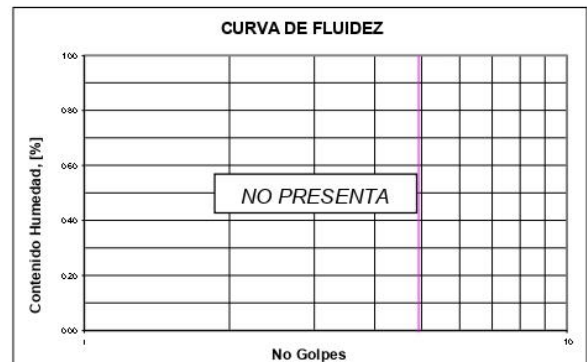 CURVA DE FLUIDEZ
Contenido Humedad, [%]
1.00
0.80
0.60
0.40
0.20
0.00
NO PRESENTA
1
10
No Golpes